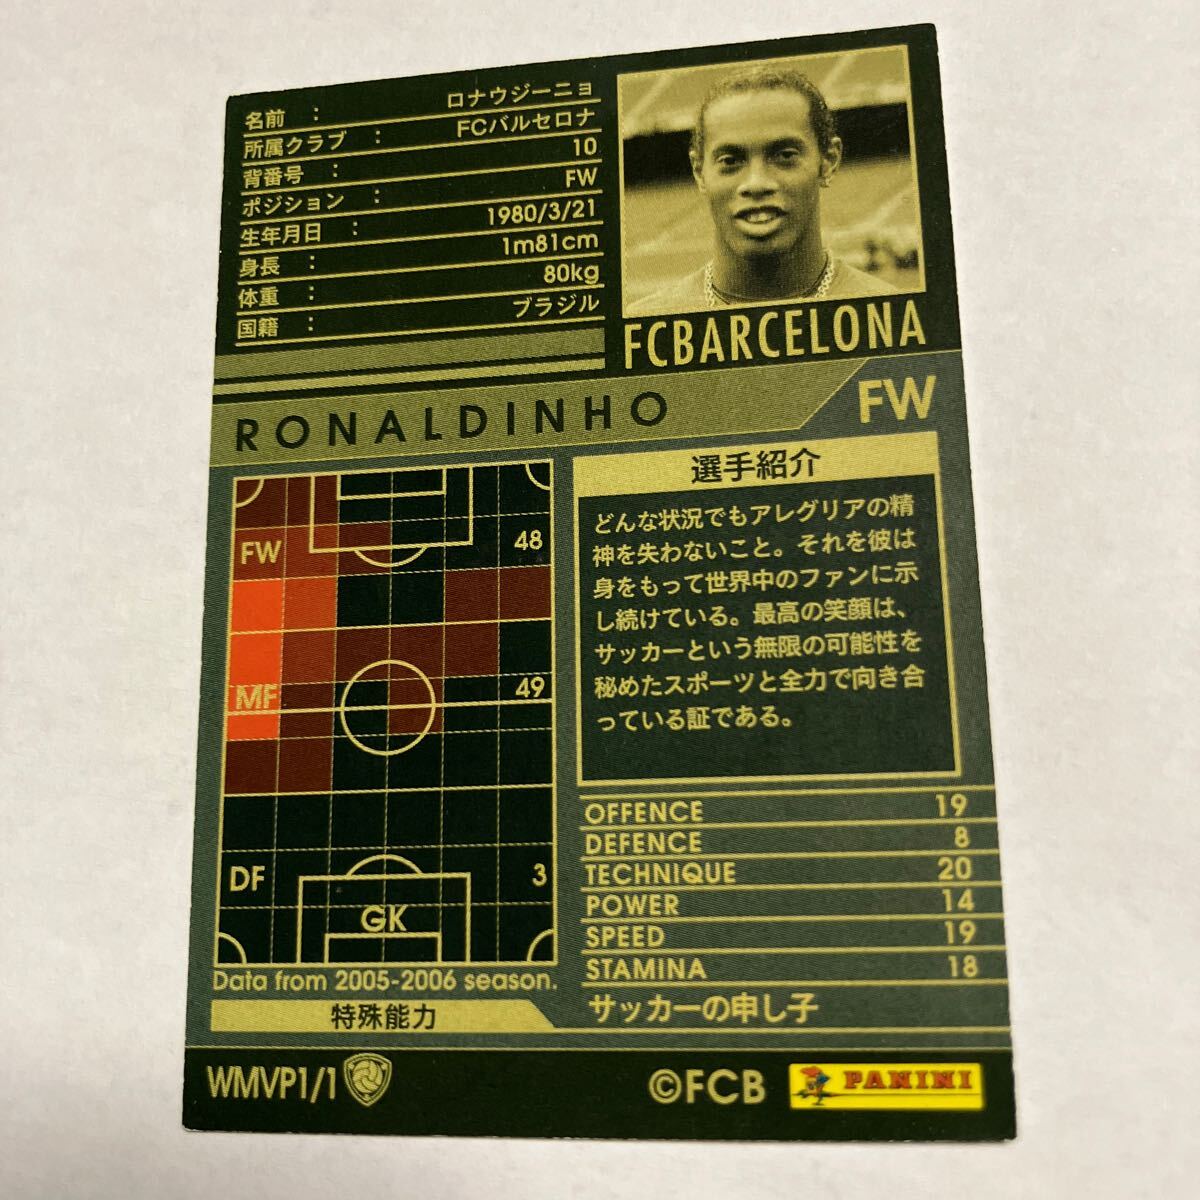 名前 : ロナウジーニョ
所属クラブ : FCバルセロナ
背番号 : 10
ポジション : FW
生年月日 : 1980/3/21
身長 : 1m81cm
体重 : 80kg
国籍 : ブラジル
FCBARCELONA
RONALDINHO
FW
FW 48
MF 49
DF 3
GK
Data from 2005-2006 season.
選手紹介
どんな状況でもアレグリアの精
神を失わないこと。それを彼は
身をもって世界中のファンに示
し続けている。最高の笑顔は、
サッカーという無限の可能性を
秘めたスポーツと全力で向き合
っている証である。
OFFENCE 19
DEFENCE 8
TECHNIQUE 20
POWER 14
SPEED 19
STAMINA 18
特殊能力 サッカーの申し子
WMVP1/1
©FCB
PANINI